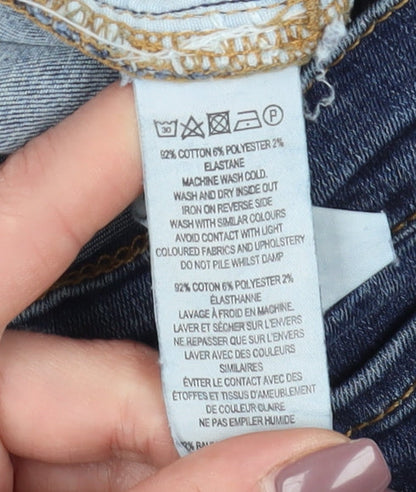 30 P
92% COTTON 6% POLYESTER 2%
ELASTANE
MACHINE WASH COLD.
WASH AND DRY INSIDE OUT
IRON ON REVERSE SIDE
WASH WITH SIMILAR COLOURS
AVOID CONTACT WITH LIGHT
COLOURED FABRICS AND UPHOLSTERY
DO NOT PILE WHILST DAMP
92% COTON 6% POLYESTER 2%
ÉLASTHANNE
LAVAGE À FROID EN MACHINE.
LAVER ET SÉCHER SUR L'ENVERS
NE REPASSER QUE SUR L'ENVERS
LAVER AVEC DES COULEURS
SIMILAIRES
ÉVITER LE CONTACT AVEC DES
ÉTOFFES ET TISSUS D'AMEUBLEMENT
DE COULEUR CLAIRE
NE PAS EMPILER HUMIDE